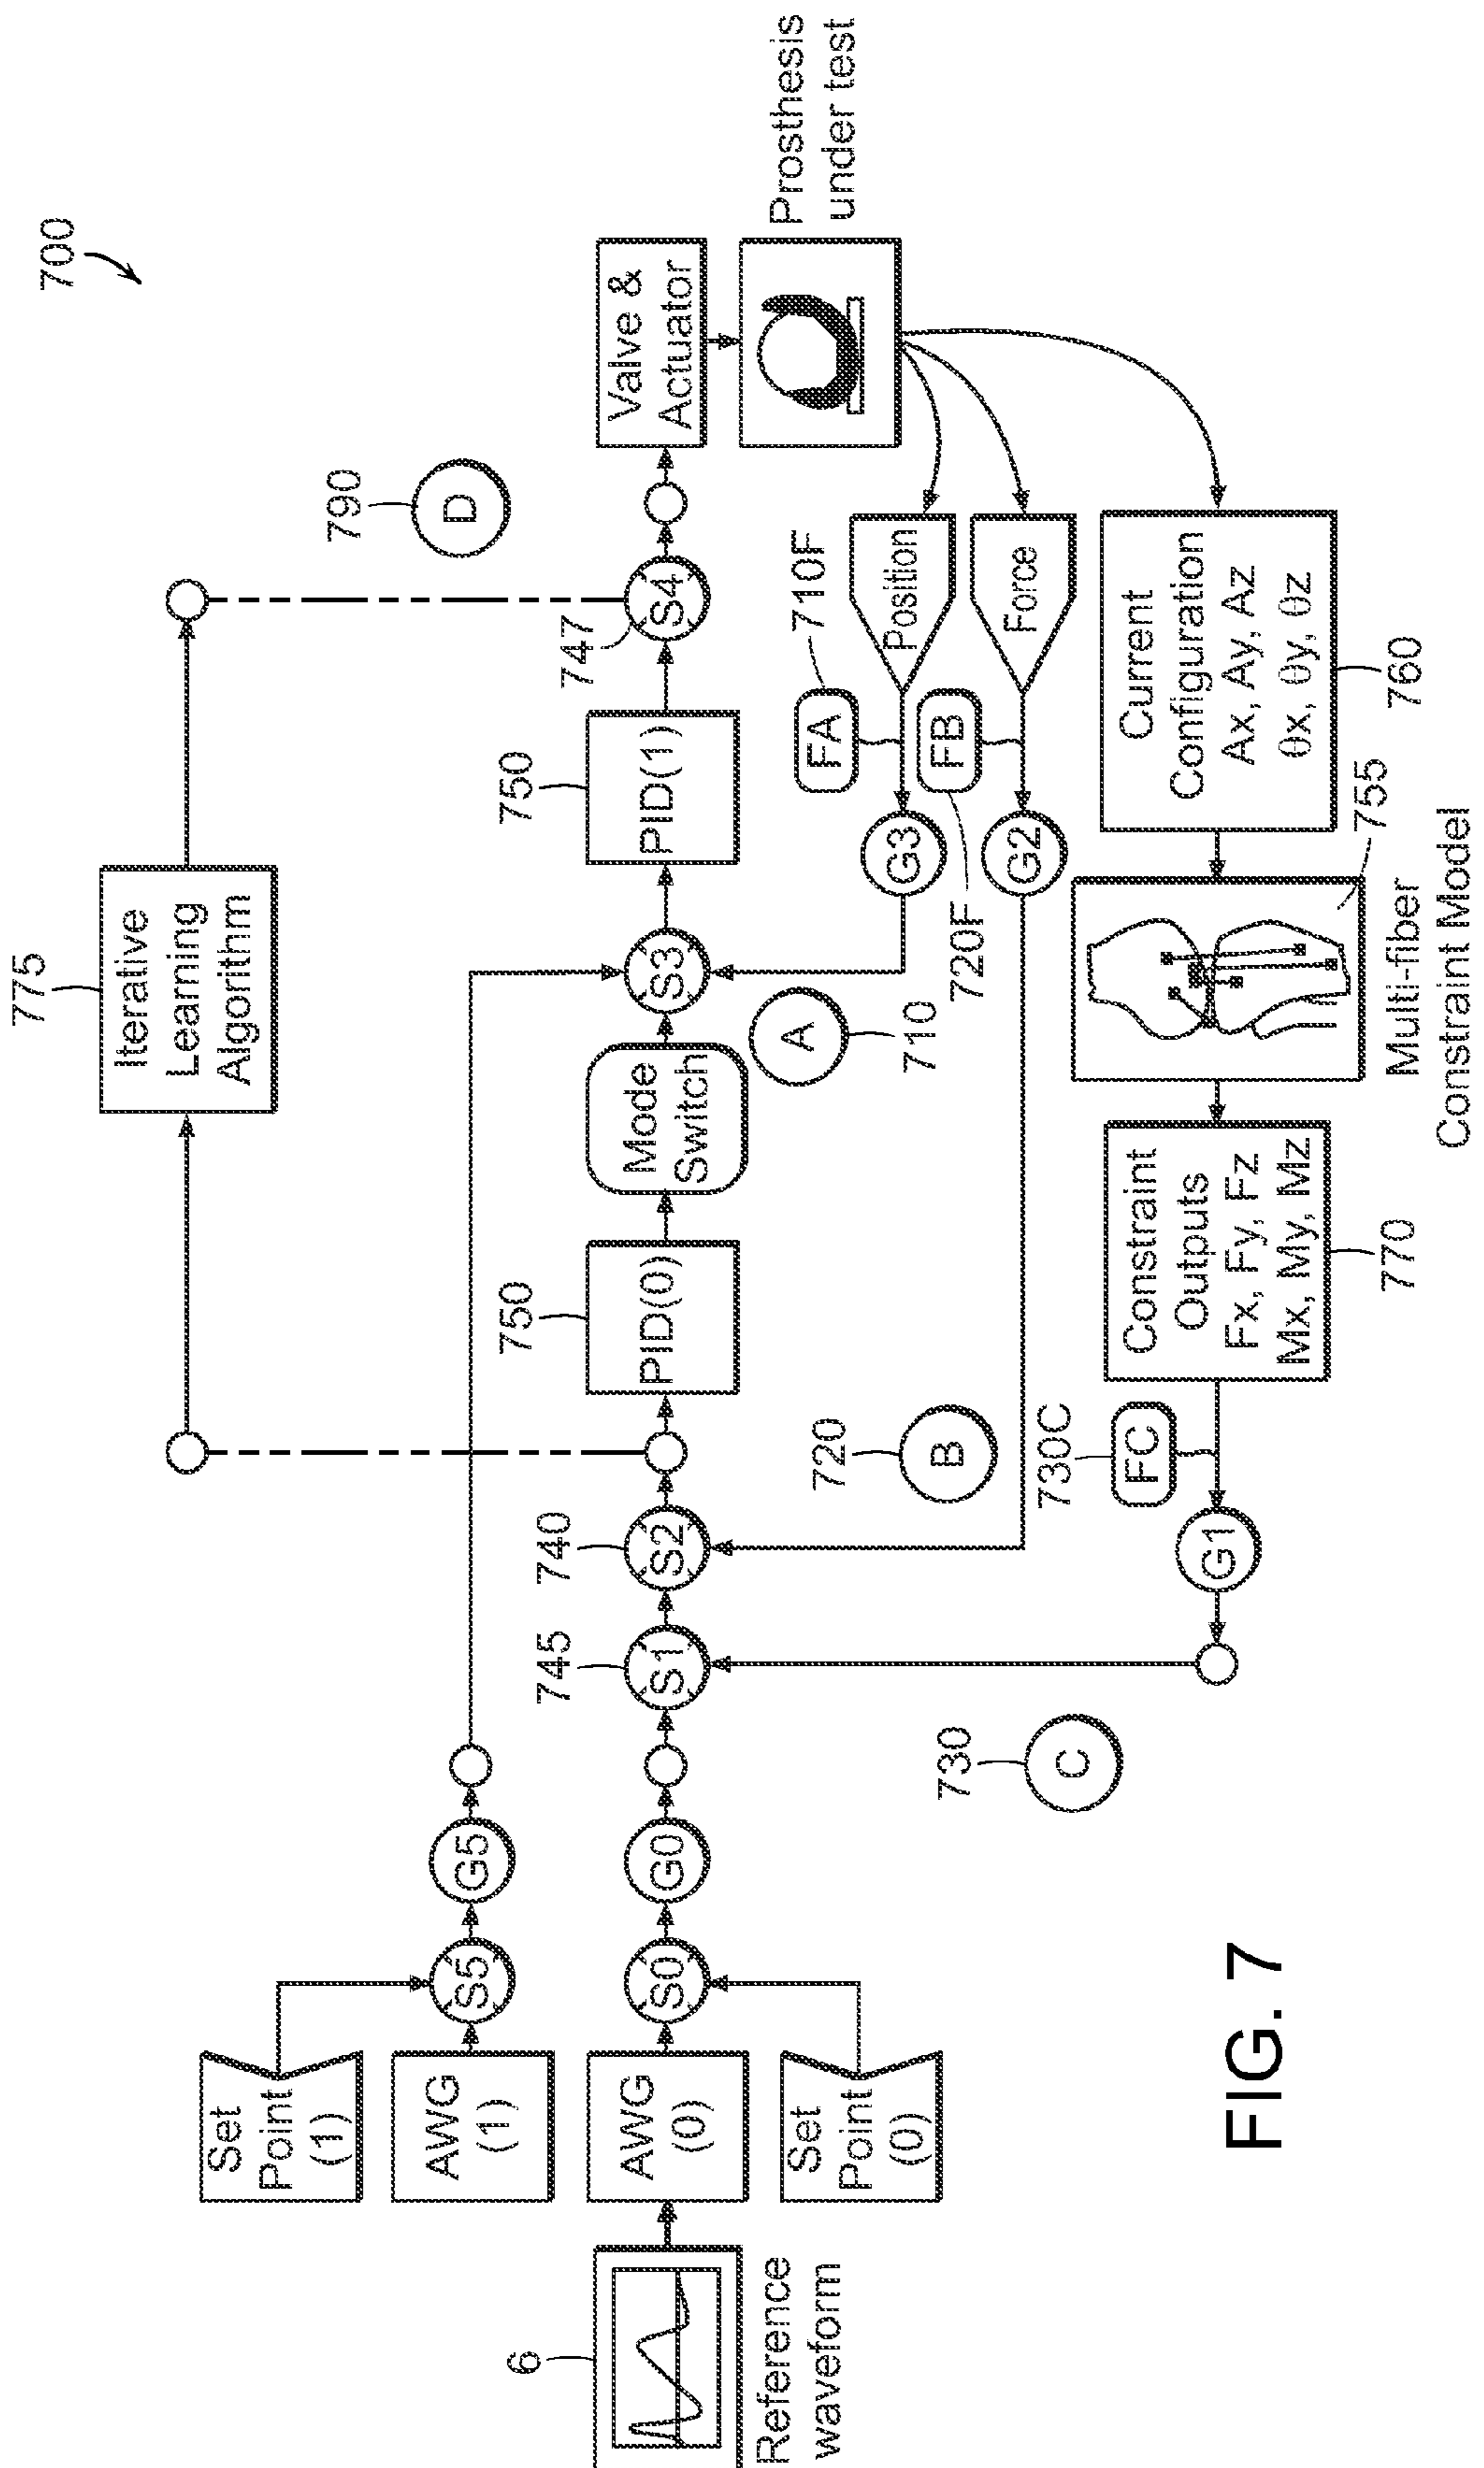 700
775
Iterative
Learning
Algorithm
790
D
Set
Point
(1)
AWG
(1)
S5
G5
6
Reference
waveform
AWG
(0)
Set
Point
(0)
S0
G0
745
S1
740
S2
750
PID(0)
Mode
Switch
S3
750
PID(1)
747
S4
Valve &
Actuator
Prosthesis
under test
A
710
720
B
730
C
Position
710F
FA
G3
Force
720F
FB
G2
Current
Configuration
Ax, Ay, Az
θx, θy, θz
760
755
Multi-fiber
Constraint Model
Constraint
Outputs
Fx, Fy, Fz
Mx, My, Mz
770
730C
FC
G1
FIG. 7